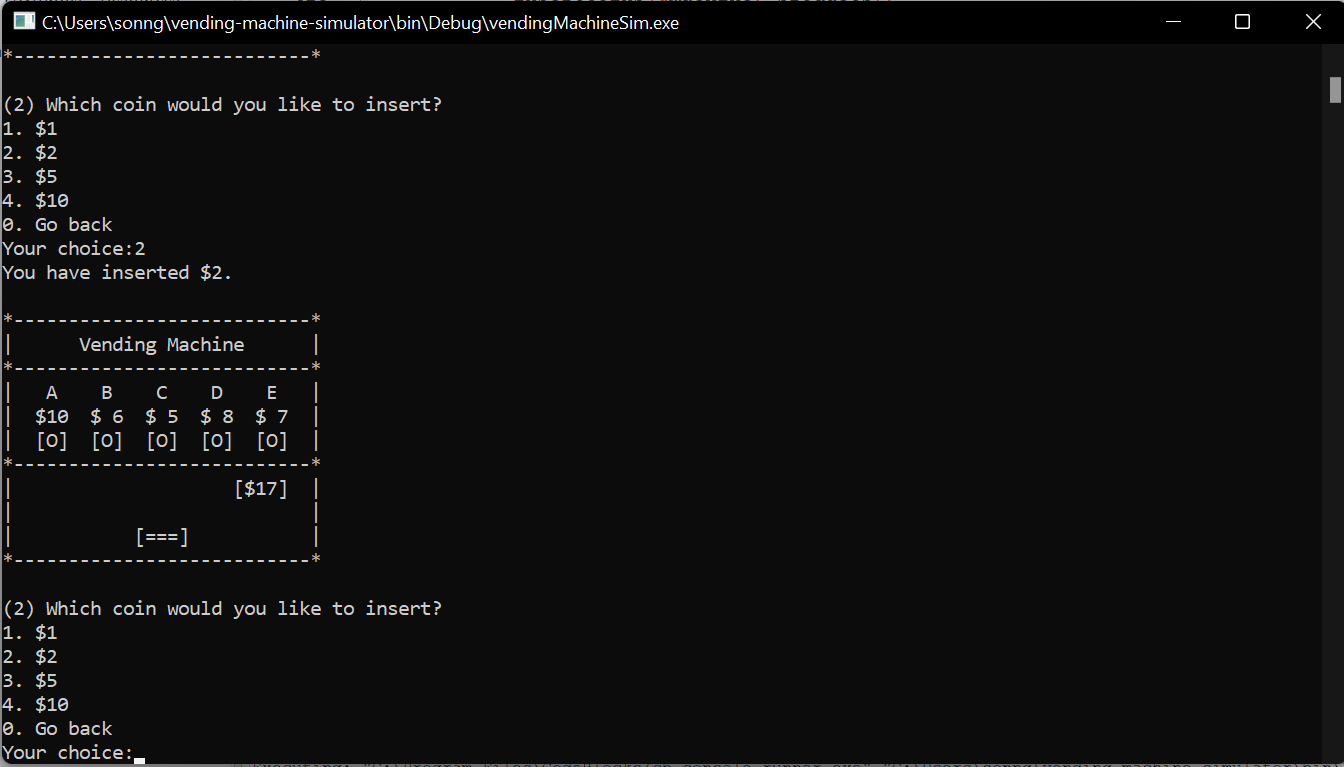 C:\Users\sonng\vending-machine-simulator\bin\Debug\vendingMachineSim.exe
*---------------------------*

(2) Which coin would you like to insert?
1. $1
2. $2
3. $5
4. $10
0. Go back
Your choice:2
You have inserted $2.

*---------------------------*
|      Vending Machine      |
*---------------------------*
|   A    B    C    D    E   |
|  $10  $ 6  $ 5  $ 8  $ 7  |
|  [O]  [O]  [O]  [O]  [O]  |
*---------------------------*
|                    [$17]  |
|                           |
|           [===]           |
*---------------------------*

(2) Which coin would you like to insert?
1. $1
2. $2
3. $5
4. $10
0. Go back
Your choice: